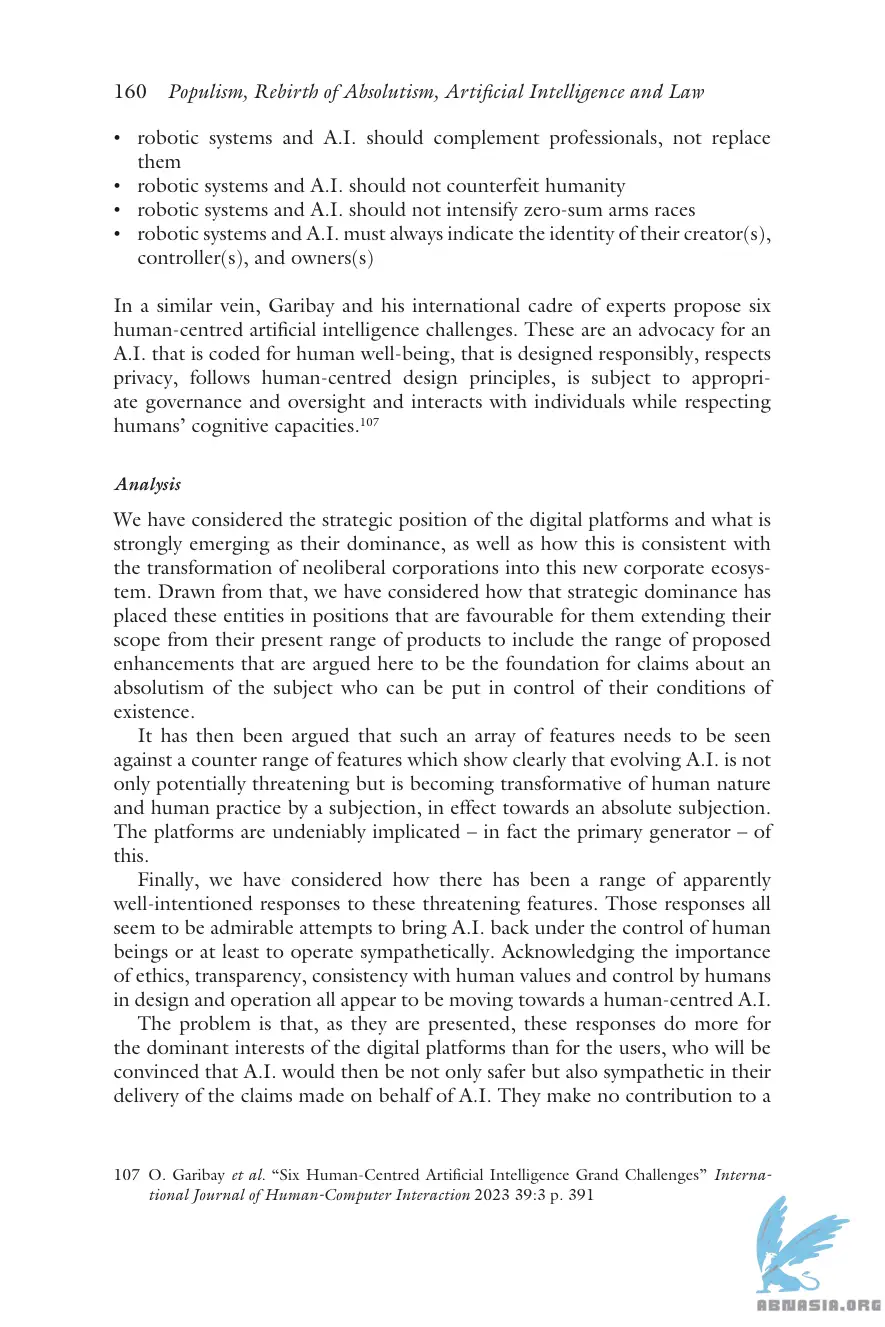 160 Populism, Rebirth of Absolutism, Artificial Intelligence and Law
• robotic systems and A.I. should complement professionals, not replace
them
• robotic systems and A.I. should not counterfeit humanity
• robotic systems and A.I. should not intensify zero-sum arms races
• robotic systems and A.I. must always indicate the identity of their creator(s),
controller(s), and owners(s)
In a similar vein, Garibay and his international cadre of experts propose six
human-centred artificial intelligence challenges. These are an advocacy for an
A.I. that is coded for human well-being, that is designed responsibly, respects
privacy, follows human-centred design principles, is subject to appropri-
ate governance and oversight and interacts with individuals while respecting
humans’ cognitive capacities.107
Analysis
We have considered the strategic position of the digital platforms and what is
strongly emerging as their dominance, as well as how this is consistent with
the transformation of neoliberal corporations into this new corporate ecosys-
tem. Drawn from that, we have considered how that strategic dominance has
placed these entities in positions that are favourable for them extending their
scope from their present range of products to include the range of proposed
enhancements that are argued here to be the foundation for claims about an
absolutism of the subject who can be put in control of their conditions of
existence.
It has then been argued that such an array of features needs to be seen
against a counter range of features which show clearly that evolving A.I. is not
only potentially threatening but is becoming transformative of human nature
and human practice by a subjection, in effect towards an absolute subjection.
The platforms are undeniably implicated – in fact the primary generator – of
this.
Finally, we have considered how there has been a range of apparently
well-intentioned responses to these threatening features. Those responses all
seem to be admirable attempts to bring A.I. back under the control of human
beings or at least to operate sympathetically. Acknowledging the importance
of ethics, transparency, consistency with human values and control by humans
in design and operation all appear to be moving towards a human-centred A.I.
The problem is that, as they are presented, these responses do more for
the dominant interests of the digital platforms than for the users, who will be
convinced that A.I. would then be not only safer but also sympathetic in their
delivery of the claims made on behalf of A.I. They make no contribution to a
107 O. Garibay et al. “Six Human-Centred Artificial Intelligence Grand Challenges” Interna-
tional Journal of Human-Computer Interaction 2023 39:3 p. 391
ABNASIA.ORG